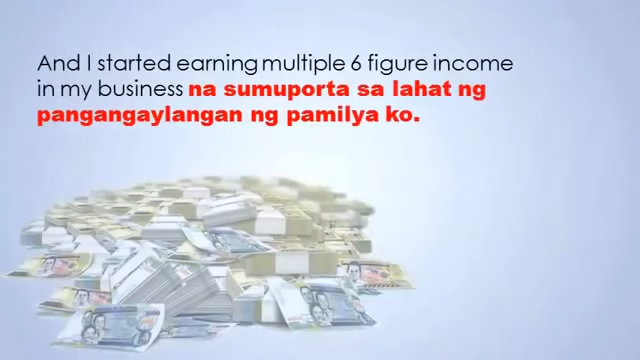 And I started earning multiple 6 figure income
in my business na sumuporta sa lahat ng
pangangaylangan ng pamilya ko.